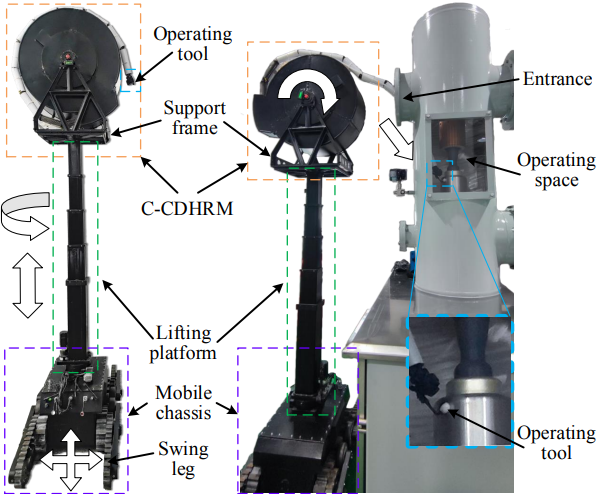 Operating
tool
Entrance
Support
frame
Operating
space
C-CDHRM
Lifting
platform
Mobile
chassis
Swing
leg
Operating
tool